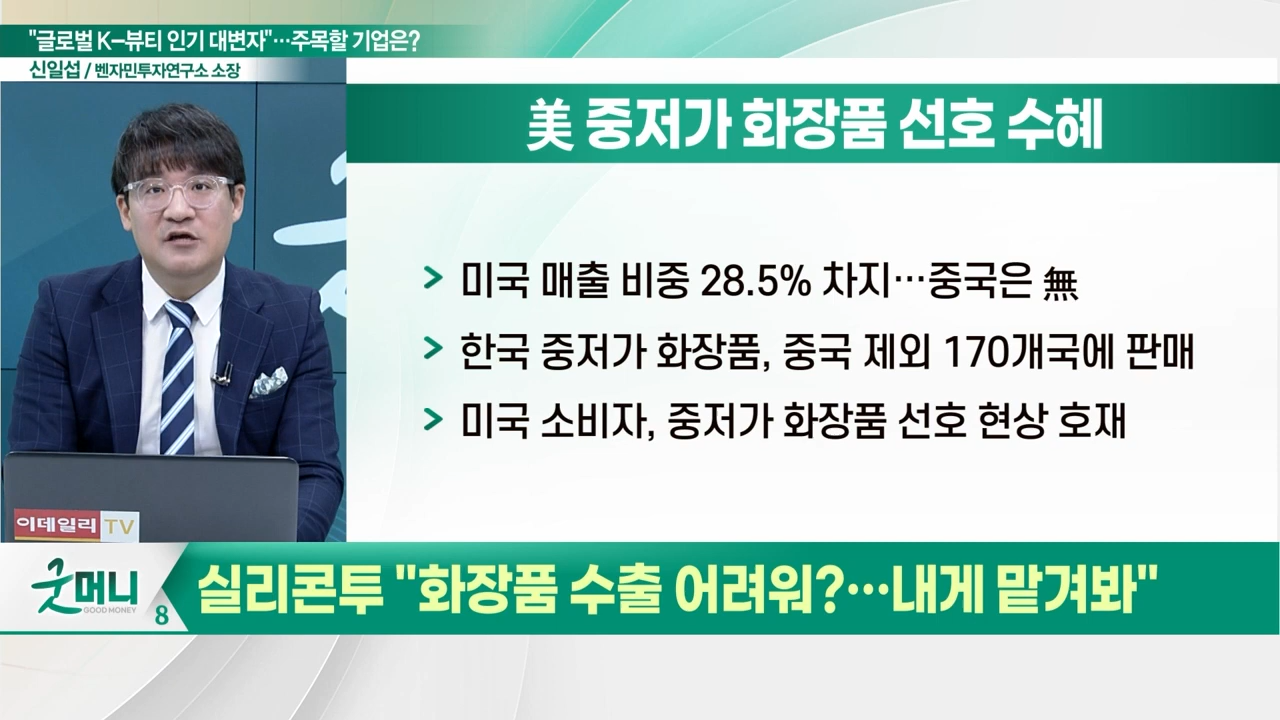 "글로벌 K-뷰티 인기 대변자"…주목할 기업은?
신일섭 / 벤자민투자연구소 소장
美 중저가 화장품 선호 수혜
> 미국 매출 비중 28.5% 차지…중국은 無
> 한국 중저가 화장품, 중국 제외 170개국에 판매
> 미국 소비자, 중저가 화장품 선호 현상 호재
이데일리 TV
굿머니
GOOD MONEY
8
실리콘투 "화장품 수출 어려워?…내게 맡겨봐"